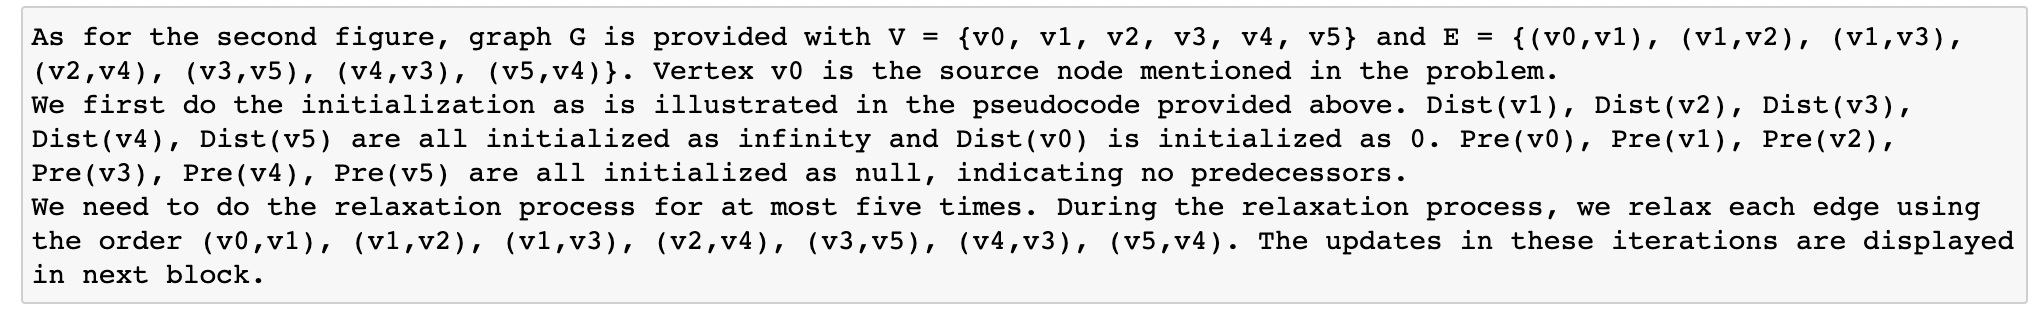 As for the second figure, graph G is provided with V = {v0, v1, v2, v3, v4, v5} and E = {(v0,v1), (v1,v2), (v1,v3),
(v2,v4), (v3,v5), (v4,v3), (v5,v4)}. Vertex v0 is the source node mentioned in the problem.
We first do the initialization as is illustrated in the pseudocode provided above. Dist(v1), Dist(v2), Dist(v3),
Dist(v4), Dist(v5) are all initialized as infinity and Dist(v0) is initialized as 0. Pre(v0), Pre(v1), Pre(v2),
Pre(v3), Pre(v4), Pre(v5) are all initialized as null, indicating no predecessors.
We need to do the relaxation process for at most five times. During the relaxation process, we relax each edge using
the order (v0,v1), (v1,v2), (v1,v3), (v2,v4), (v3,v5), (v4,v3), (v5,v4). The updates in these iterations are displayed
in next block.